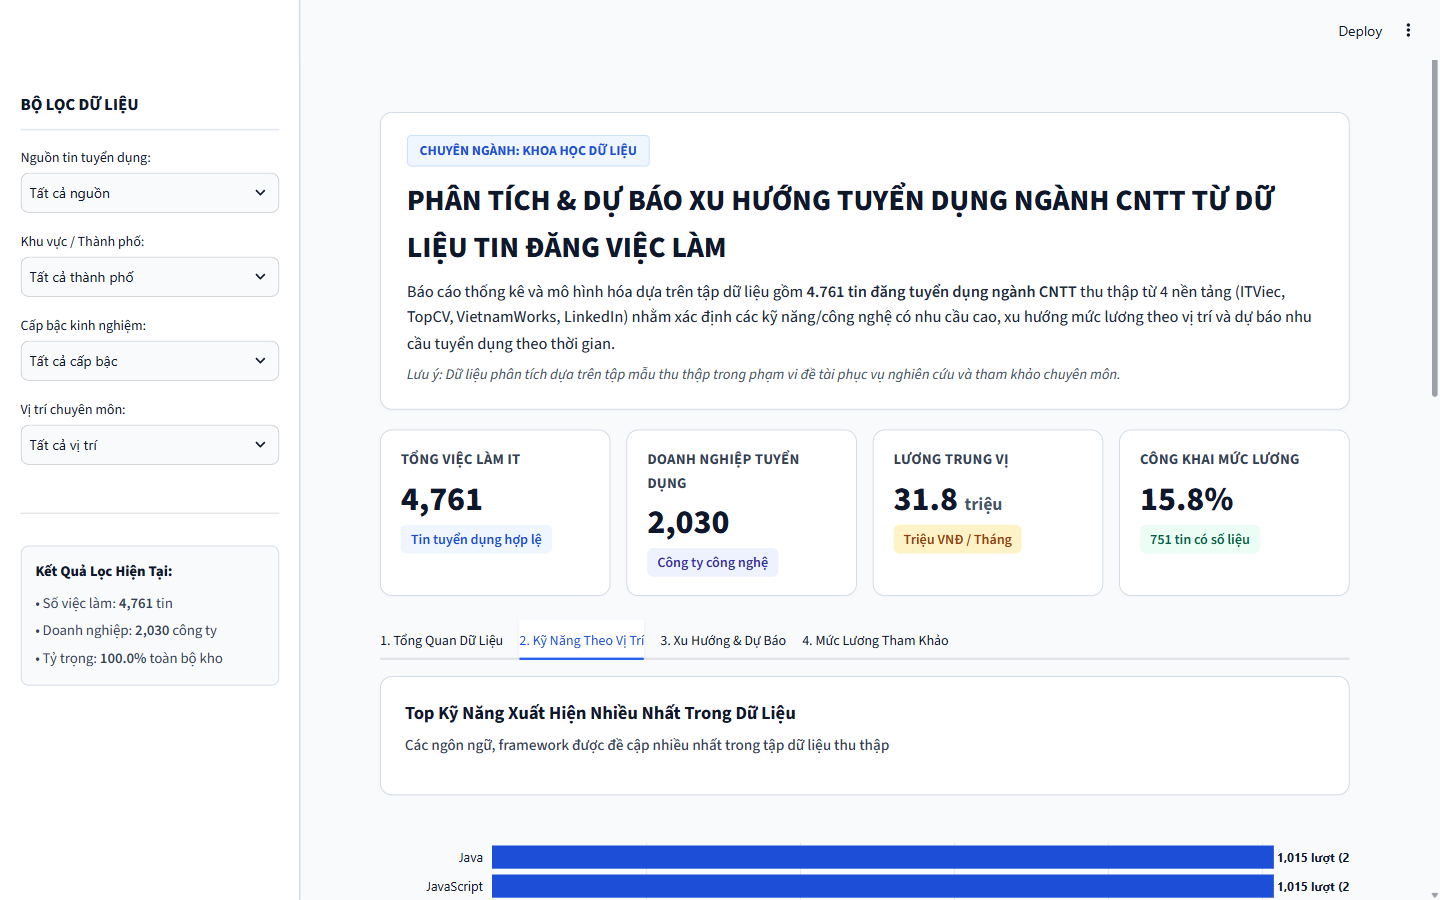 Deploy
BỘ LỌC DỮ LIỆU
Nguồn tin tuyển dụng:
Tất cả nguồn
Khu vực / Thành phố:
Tất cả thành phố
Cấp bậc kinh nghiệm:
Tất cả cấp bậc
Vị trí chuyên môn:
Tất cả vị trí
Kết Quả Lọc Hiện Tại:
• Số việc làm: 4,761 tin
• Doanh nghiệp: 2,030 công ty
• Tỷ trọng: 100.0% toàn bộ kho
CHUYÊN NGÀNH: KHOA HỌC DỮ LIỆU
PHÂN TÍCH & DỰ BÁO XU HƯỚNG TUYỂN DỤNG NGÀNH CNTT TỪ DỮ
LIỆU TIN ĐĂNG VIỆC LÀM
Báo cáo thống kê và mô hình hóa dựa trên tập dữ liệu gồm 4.761 tin đăng tuyển dụng ngành CNTT thu thập từ 4 nền tảng (ITViec,
TopCV, VietnamWorks, LinkedIn) nhằm xác định các kỹ năng/công nghệ có nhu cầu cao, xu hướng mức lương theo vị trí và dự báo nhu
cầu tuyển dụng theo thời gian.
Lưu ý: Dữ liệu phân tích dựa trên tập mẫu thu thập trong phạm vi đề tài phục vụ nghiên cứu và tham khảo chuyên môn.
TỔNG VIỆC LÀM IT
4,761
Tin tuyển dụng hợp lệ
DOANH NGHIỆP TUYỂN
DỤNG
2,030
Công ty công nghệ
LƯƠNG TRUNG VỊ
31.8 triệu
Triệu VNĐ / Tháng
CÔNG KHAI MỨC LƯƠNG
15.8%
751 tin có số liệu
1. Tổng Quan Dữ Liệu
2. Kỹ Năng Theo Vị Trí
3. Xu Hướng & Dự Báo
4. Mức Lương Tham Khảo
Top Kỹ Năng Xuất Hiện Nhiều Nhất Trong Dữ Liệu
Các ngôn ngữ, framework được đề cập nhiều nhất trong tập dữ liệu thu thập
Java 1,015 lượt (2
JavaScript 1,015 lượt (2